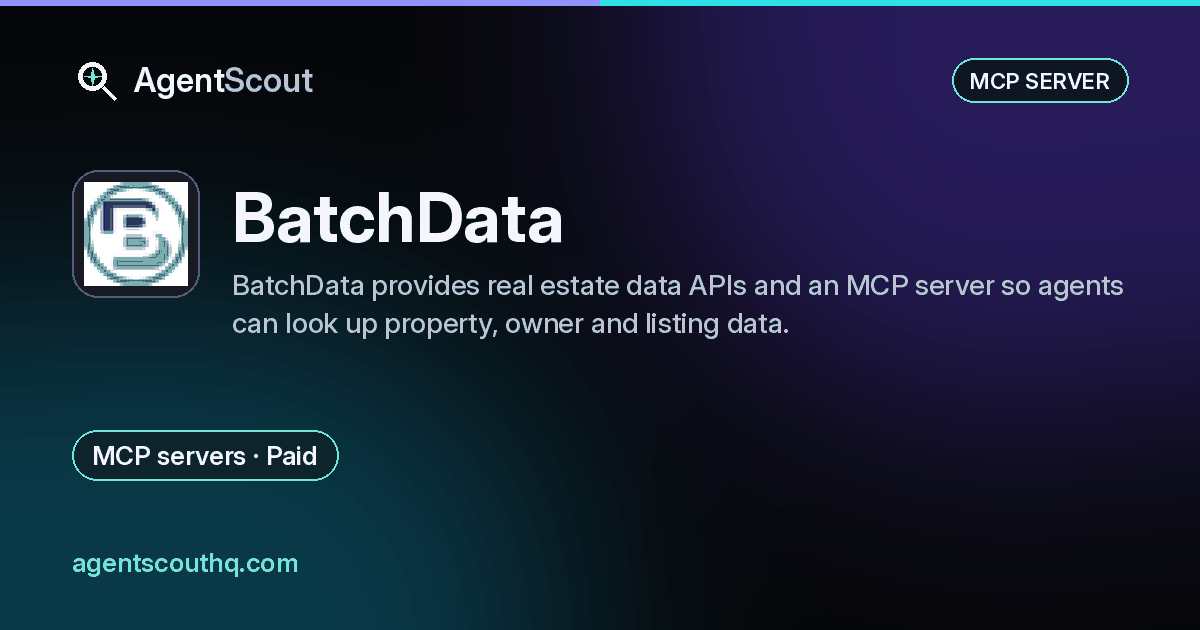 AgentScout
MCP SERVER
B
BatchData
BatchData provides real estate data APIs and an MCP server so agents
can look up property, owner and listing data.
MCP servers · Paid
agentscouthq.com